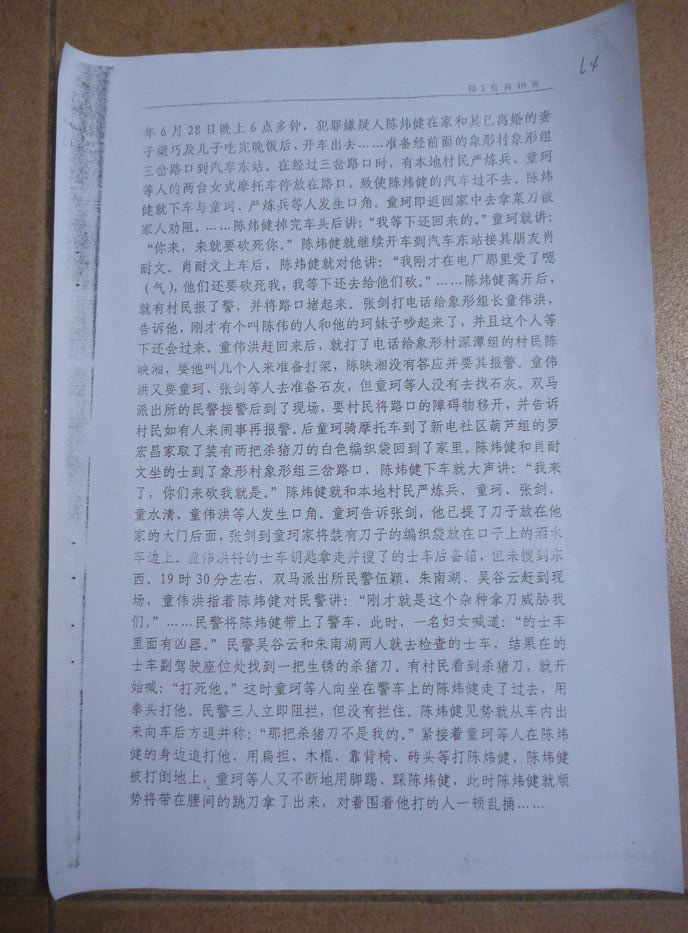 第2页共10页
64
年6月28日晚上6点多钟，犯罪嫌疑人陈炜健在家和其已离婚的妻
子梁巧及儿子吃完晚饭后，开车出去……准备经前面的象形村象形组
三岔路口到汽车东站。在经过三岔路口时，有本地村民严炼兵、童珂
等人的两台女式摩托车停放在路口，致使陈炜健的汽车过不去。陈炜
健就下车与童珂、严炼兵等人发生口角。童珂即返回家中去拿菜刀被
家人劝阻。……陈炜健掉完车头后讲：“我等下还回来的。”童珂就讲：
“你来，来就要砍死你。”陈炜健就继续开车到汽车东站接其朋友肖
耐文。肖耐文上车后，陈炜健就对他讲：“我刚才在电厂那里受了嗯
（气），他们还要砍死我，我等下还去给他们砍。”……陈炜健离开后，
就有村民报了警，并将路口堵起来。张剑打电话给象形组长童伟洪，
告诉他，刚才有个叫陈伟的人和他的珂妹子吵起来了，并且这个人等
下还会过来。童伟洪赶回来后，就打了电话给象形村深潭组的村民陈
映湘，要他叫几个人来准备打架，陈映湘没有答应并要其报警。童伟
洪又要童珂、张剑等人去准备石灰，但童珂等人没有去找石灰。双马
派出所的民警接警后到了现场，要村民将路口的障碍物移开，并告诉
村民如有人来闹事再报警。后童珂骑摩托车到了新电社区葫芦组的罗
宏昌家取了装有两把杀猪刀的白色编织袋回到了家里。陈炜健和肖耐
文坐的士到了象形村象形组三岔路口，陈炜健下车就大声讲：“我来
了，你们来砍我就是。”陈炜健就和本地村民严炼兵、童珂、张剑、
童水清、童伟洪等人发生口角。童珂告诉张剑，他已提了刀子放在他
家的大门后面，张剑到童珂家将装有刀子的编织袋放在口子上的洒水
车边上。童伟洪将的士车钥匙拿走并搜了的士车后备箱，但未搜到东
西。19时30分左右，双马派出所民警伍颖、朱南湖、吴谷云赶到现
场，童伟洪指着陈炜健对民警讲：“刚才就是这个杂种拿刀威胁我
们。”……民警将陈炜健带上了警车，此时，一名妇女喊道：“的士车
里面有凶器。”民警吴谷云和朱南湖两人就去检查的士车，结果在的
士车副驾驶座位处找到一把生锈的杀猪刀。有村民看到杀猪刀，就开
始喊：“打死他。”这时童珂等人向坐在警车上的陈炜健走了过去，用
拳头打他。民警三人立即阻拦，但没有拦住。陈炜健见势就从车内出
来向车后方退并称：“那把杀猪刀不是我的。”紧接着童珂等人在陈炜
健的身边追打他，用扁担、木棍、靠背椅、砖头等打陈炜健，陈炜健
被打倒地上，童珂等人又不断地用脚踢、踩陈炜健，此时陈炜健就顺
势将带在腰间的跳刀拿了出来，对着围着他打的人一顿乱捅……